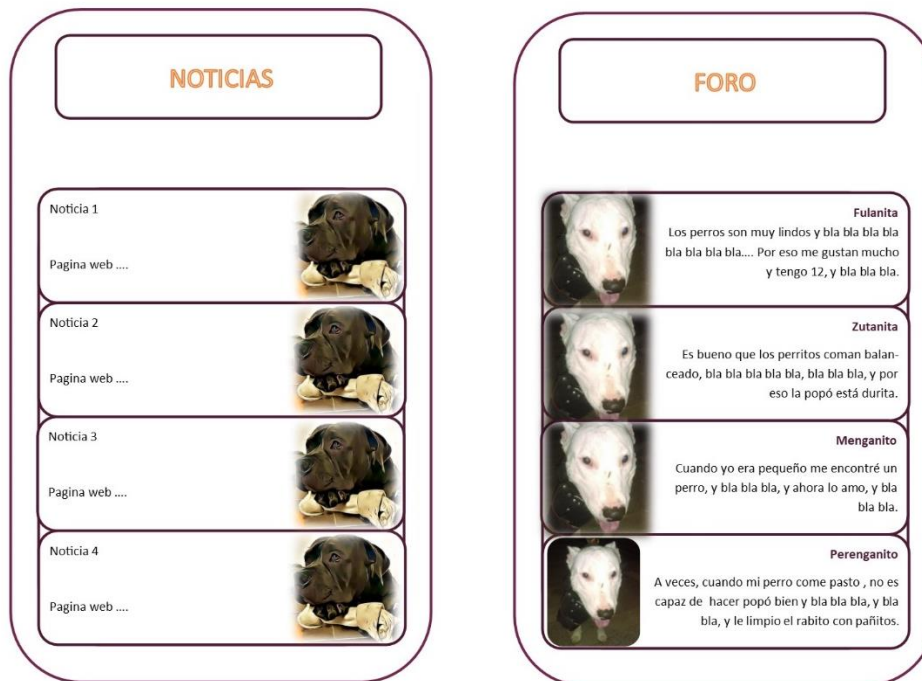 NOTICIAS
Noticia 1
Pagina web ....
Noticia 2
Pagina web ....
Noticia 3
Pagina web ....
Noticia 4
Pagina web ....
FORO
Fulanita
Los perros son muy lindos y bla bla bla bla
bla bla bla bla.... Por eso me gustan mucho
y tengo 12, y bla bla bla.
Zutanita
Es bueno que los perritos coman balan-
ceado, bla bla bla bla bla, bla bla bla, y por
eso la popó está durita.
Menganito
Cuando yo era pequeño me encontré un
perro, y bla bla bla, y ahora lo amo, y bla
bla bla.
Perenganito
A veces, cuando mi perro come pasto , no es
capaz de hacer popó bien y bla bla bla, y bla
bla, y le limpio el rabito con pañitos.